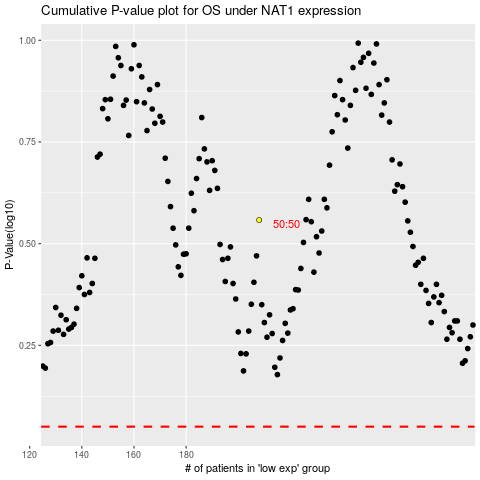 Cumulative P-value plot for OS under NAT1 expression
P-Value(log10)
1.00
0.75
0.50
0.25
50:50
120 140 160 180
# of patients in 'low exp' group